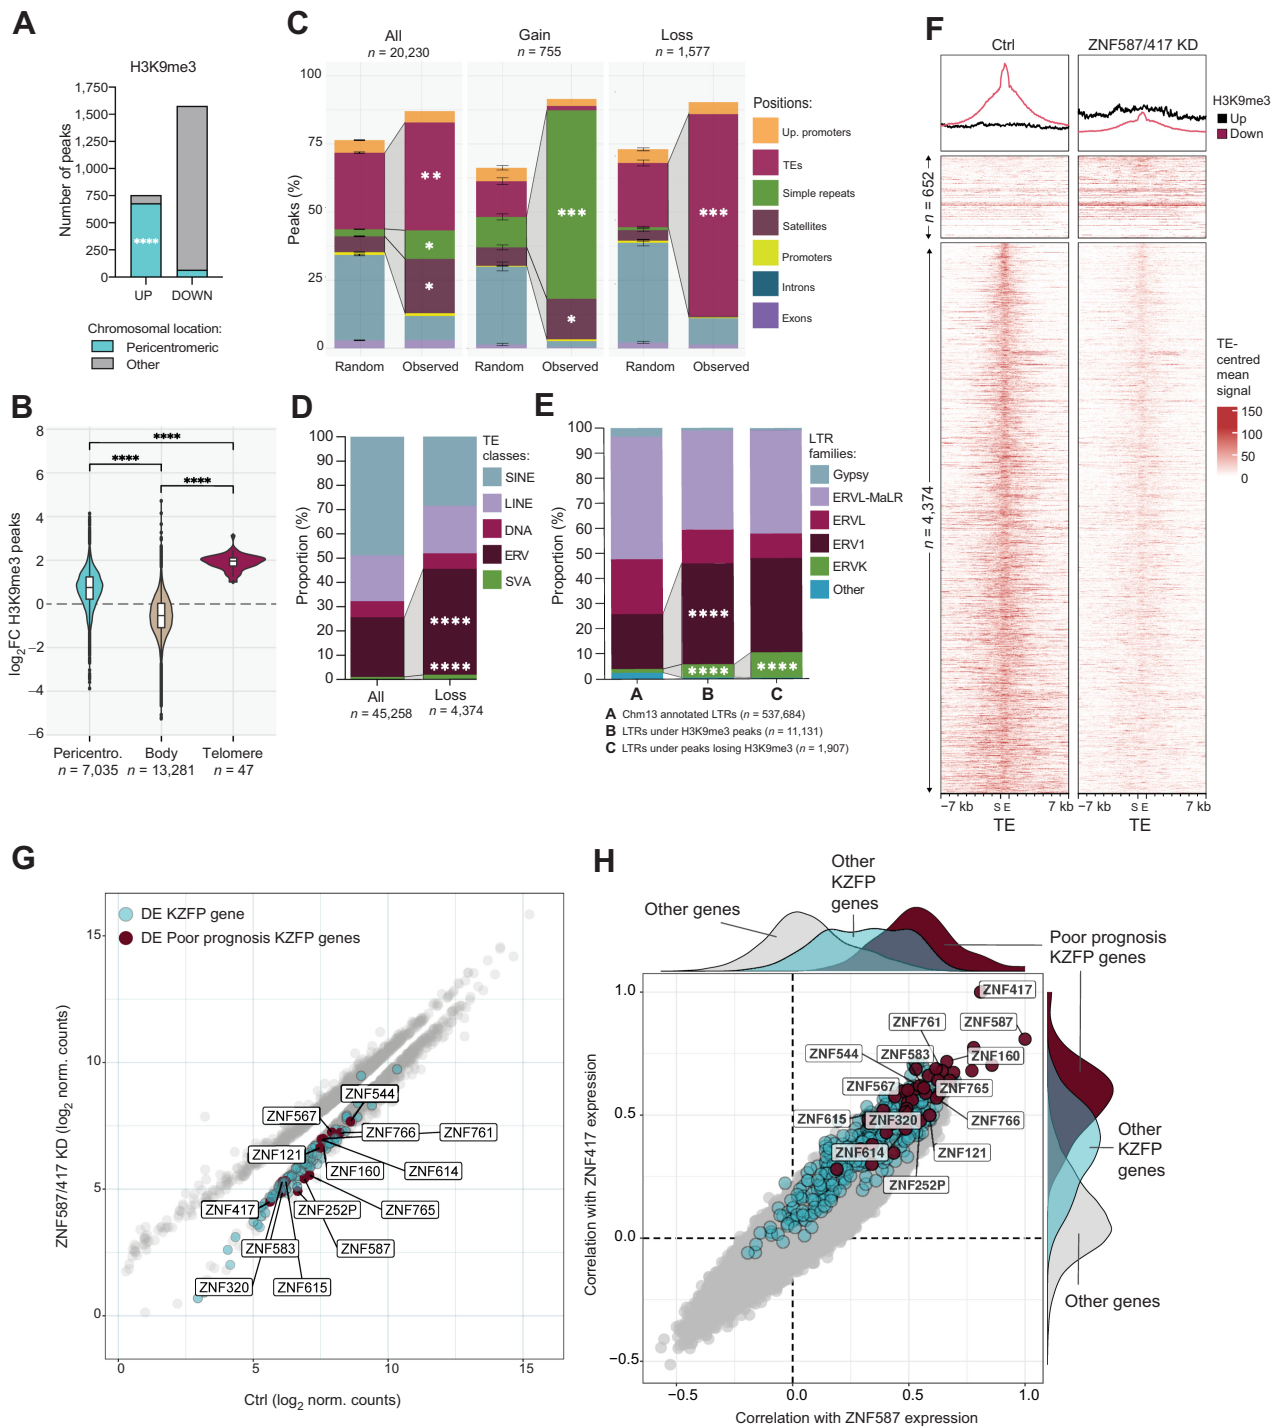 A
H3K9me3
Number of peaks
1,750
1,500
1,250
1,000
750
500
250
0
****
UP
DOWN
Chromosomal location:
Pericentromeric
Other
B
log2FC H3K9me3 peaks
8
6
4
2
0
−2
−4
−6
****
****
****
Pericentro.
n = 7,035
Body
n = 13,281
Telomere
n = 47
C
All
n = 20,230
Gain
n = 755
Loss
n = 1,577
Peaks (%)
100
75
50
25
0
**
*
*
***
*
***
Random
Observed
Random
Observed
Random
Observed
Positions:
Up. promoters
TEs
Simple repeats
Satellites
Promoters
Introns
Exons
D
Proportion (%)
100
90
80
70
60
50
40
30
20
10
0
****
****
All
n = 45,258
Loss
n = 4,374
TE
classes:
SINE
LINE
DNA
ERV
SVA
E
Proportion (%)
100
90
80
70
60
50
40
30
20
10
0
****
****
****
A
B
C
LTR
families:
Gypsy
ERVL-MaLR
ERVL
ERV1
ERVK
Other
A Chm13 annotated LTRs (n = 537,684)
B LTRs under H3K9me3 peaks (n = 11,131)
C LTRs under peaks losing H3K9me3 (n = 1,907)
F
Ctrl
ZNF587/417 KD
H3K9me3
Up
Down
n = 652
n = 4,374
TE-
centred
mean
signal
150
100
50
0
−7 kb
S E
7 kb
TE
−7 kb
S E
7 kb
TE
G
DE KZFP gene
DE Poor prognosis KZFP genes
ZNF587/417 KD (log2 norm. counts)
15
10
5
0
ZNF544
ZNF567
ZNF766
ZNF761
ZNF121
ZNF160
ZNF614
ZNF417
ZNF252P
ZNF765
ZNF583
ZNF587
ZNF320
ZNF615
0
5
10
15
Ctrl (log2 norm. counts)
H
Other genes
Other
KZFP
genes
Poor prognosis
KZFP genes
Other
KZFP
genes
Other genes
Correlation with ZNF417 expression
1.0
0.5
0.0
−0.5
ZNF417
ZNF761
ZNF587
ZNF544
ZNF583
ZNF160
ZNF567
ZNF765
ZNF615
ZNF320
ZNF766
ZNF614
ZNF121
ZNF252P
−0.5
0.0
0.5
1.0
Correlation with ZNF587 expression